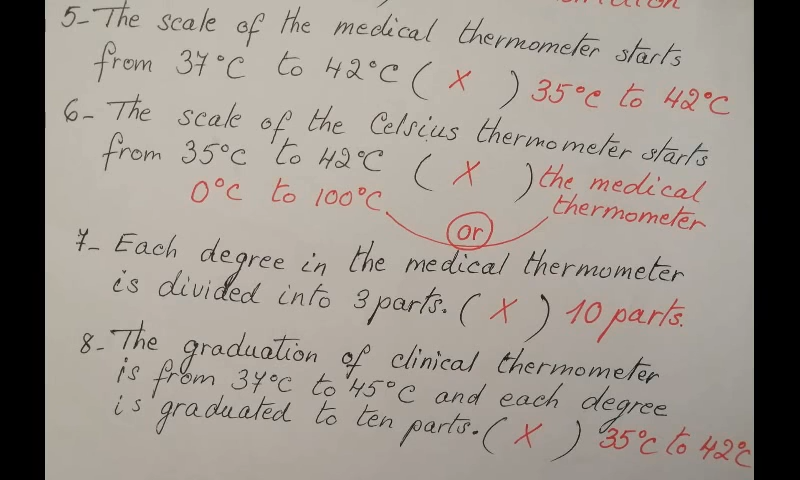 5- The scale of the medical thermometer starts
from 37°C to 42°C ( X ) 35°C to 42°C
6- The scale of the Celsius thermometer starts
from 35°C to 42°C ( X ) the medical
0°C to 100°C thermometer
or
7- Each degree in the medical thermometer
is divided into 3 parts. ( X ) 10 parts.
8- The graduation of clinical thermometer
is from 37°C to 45°C and each degree
is graduated to ten parts. ( X ) 35°C to 42°C